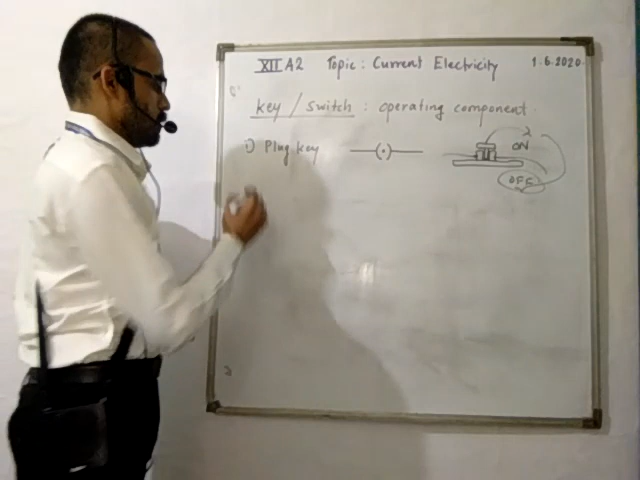 XII A2 Topic : Current Electricity 1.6.2020
Key / Switch : operating component.
i) Plug Key ON
OFF